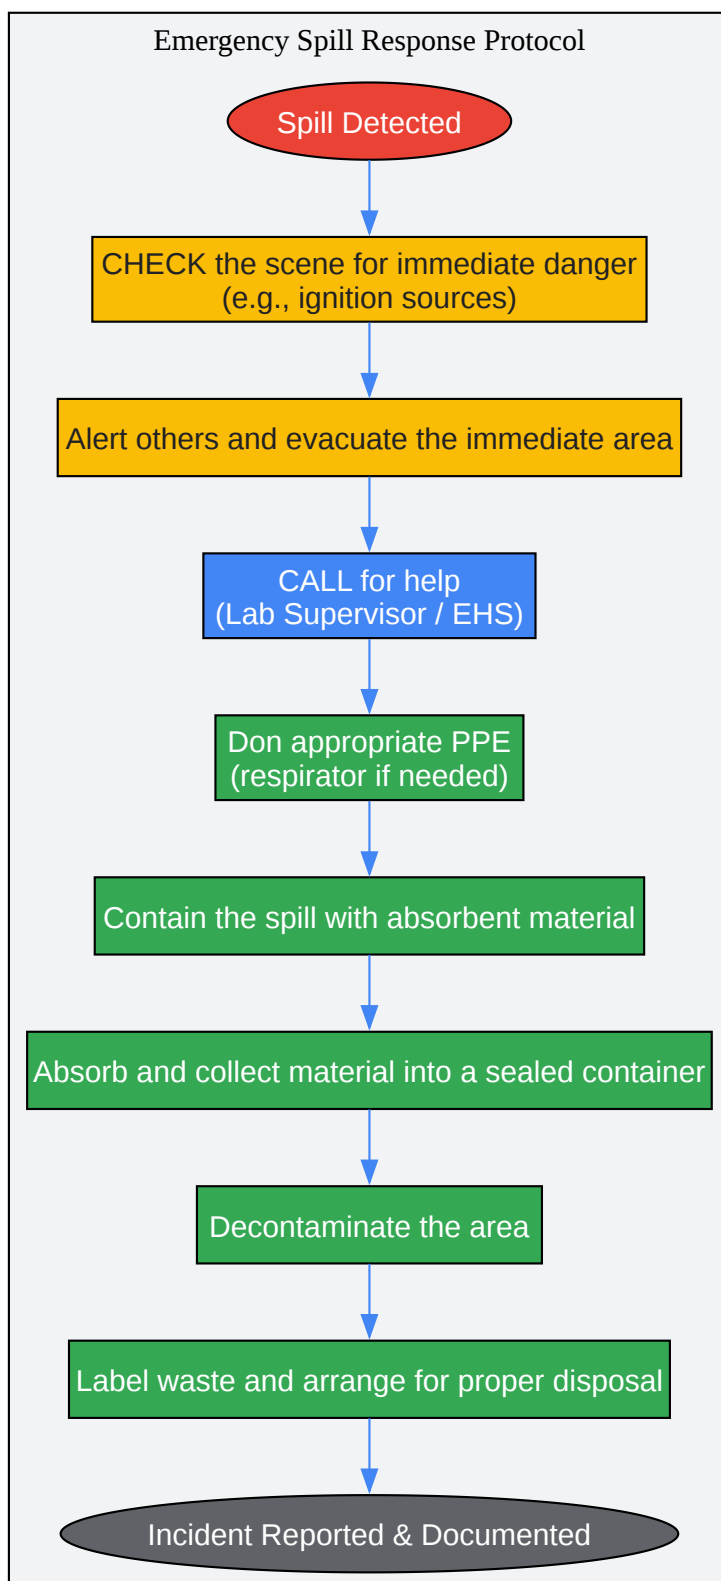 Emergency Spill Response Protocol
Spill Detected
CHECK the scene for immediate danger
(e.g., ignition sources)
Alert others and evacuate the immediate area
CALL for help
(Lab Supervisor / EHS)
Don appropriate PPE
(respirator if needed)
Contain the spill with absorbent material
Absorb and collect material into a sealed container
Decontaminate the area
Label waste and arrange for proper disposal
Incident Reported & Documented